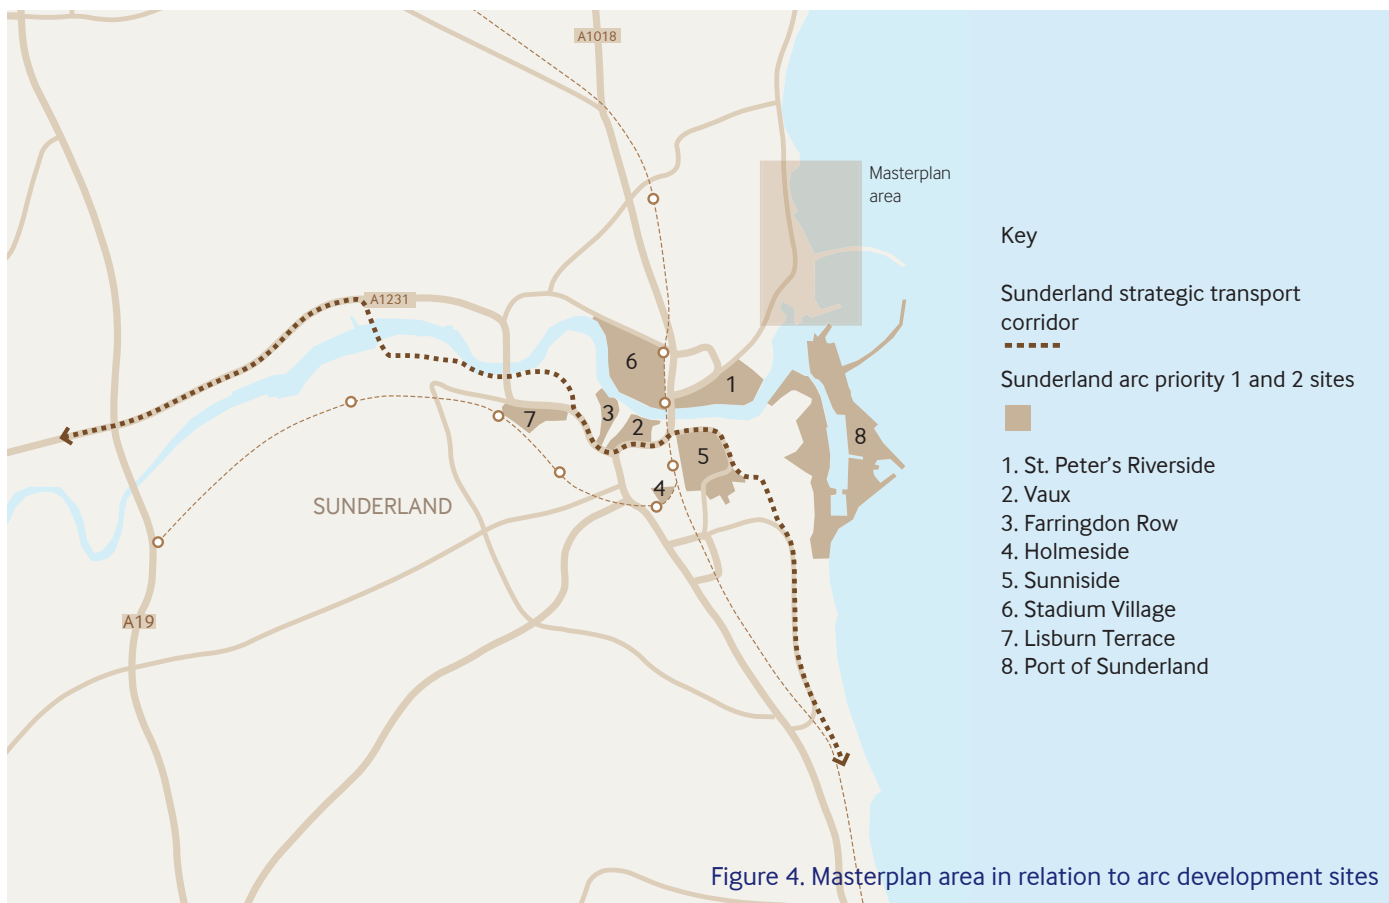 A1018
Masterplan
area
A1231
6
1
3
7
2
8
5
4
SUNDERLAND
A19
Key
Sunderland strategic transport
corridor
Sunderland arc priority 1 and 2 sites
1. St. Peter’s Riverside
2. Vaux
3. Farringdon Row
4. Holmeside
5. Sunniside
6. Stadium Village
7. Lisburn Terrace
8. Port of Sunderland
Figure 4. Masterplan area in relation to arc development sites